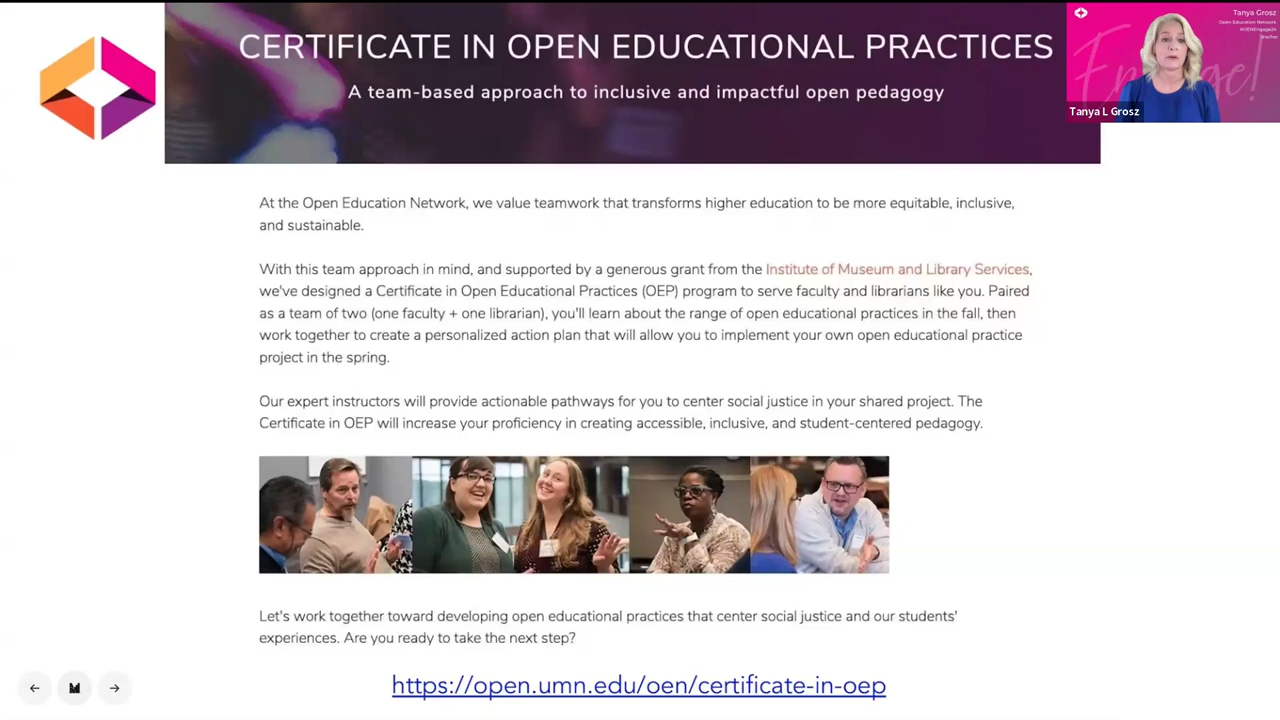 CERTIFICATE IN OPEN EDUCATIONAL PRACTICES
A team-based approach to inclusive and impactful open pedagogy
Tanya Grosz
Open Education Network
Engage!
Tanya L Grosz
At the Open Education Network, we value teamwork that transforms higher education to be more equitable, inclusive,
and sustainable.
With this team approach in mind, and supported by a generous grant from the Institute of Museum and Library Services,
we've designed a Certificate in Open Educational Practices (OEP) program to serve faculty and librarians like you. Paired
as a team of two (one faculty + one librarian), you'll learn about the range of open educational practices in the fall, then
work together to create a personalized action plan that will allow you to implement your own open educational practice
project in the spring.
Our expert instructors will provide actionable pathways for you to center social justice in your shared project. The
Certificate in OEP will increase your proficiency in creating accessible, inclusive, and student-centered pedagogy.
Let's work together toward developing open educational practices that center social justice and our students'
experiences. Are you ready to take the next step?
https://open.umn.edu/oen/certificate-in-oep